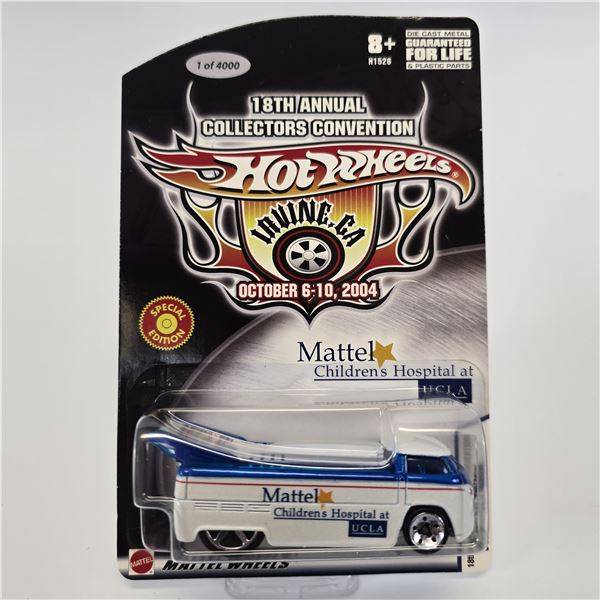 1 of 4000
8+
H1526
DIE CAST METAL
GUARANTEED
FOR LIFE
& PLASTIC PARTS
18TH ANNUAL
COLLECTORS CONVENTION
HOT WHEELS®
IRVINE, CA
OCTOBER 6-10, 2004
SPECIAL
EDITION
Mattel
Children's Hospital at
UCLA
Mattel
Children's Hospital at
UCLA
MATTEL
MATTEL WHEELS